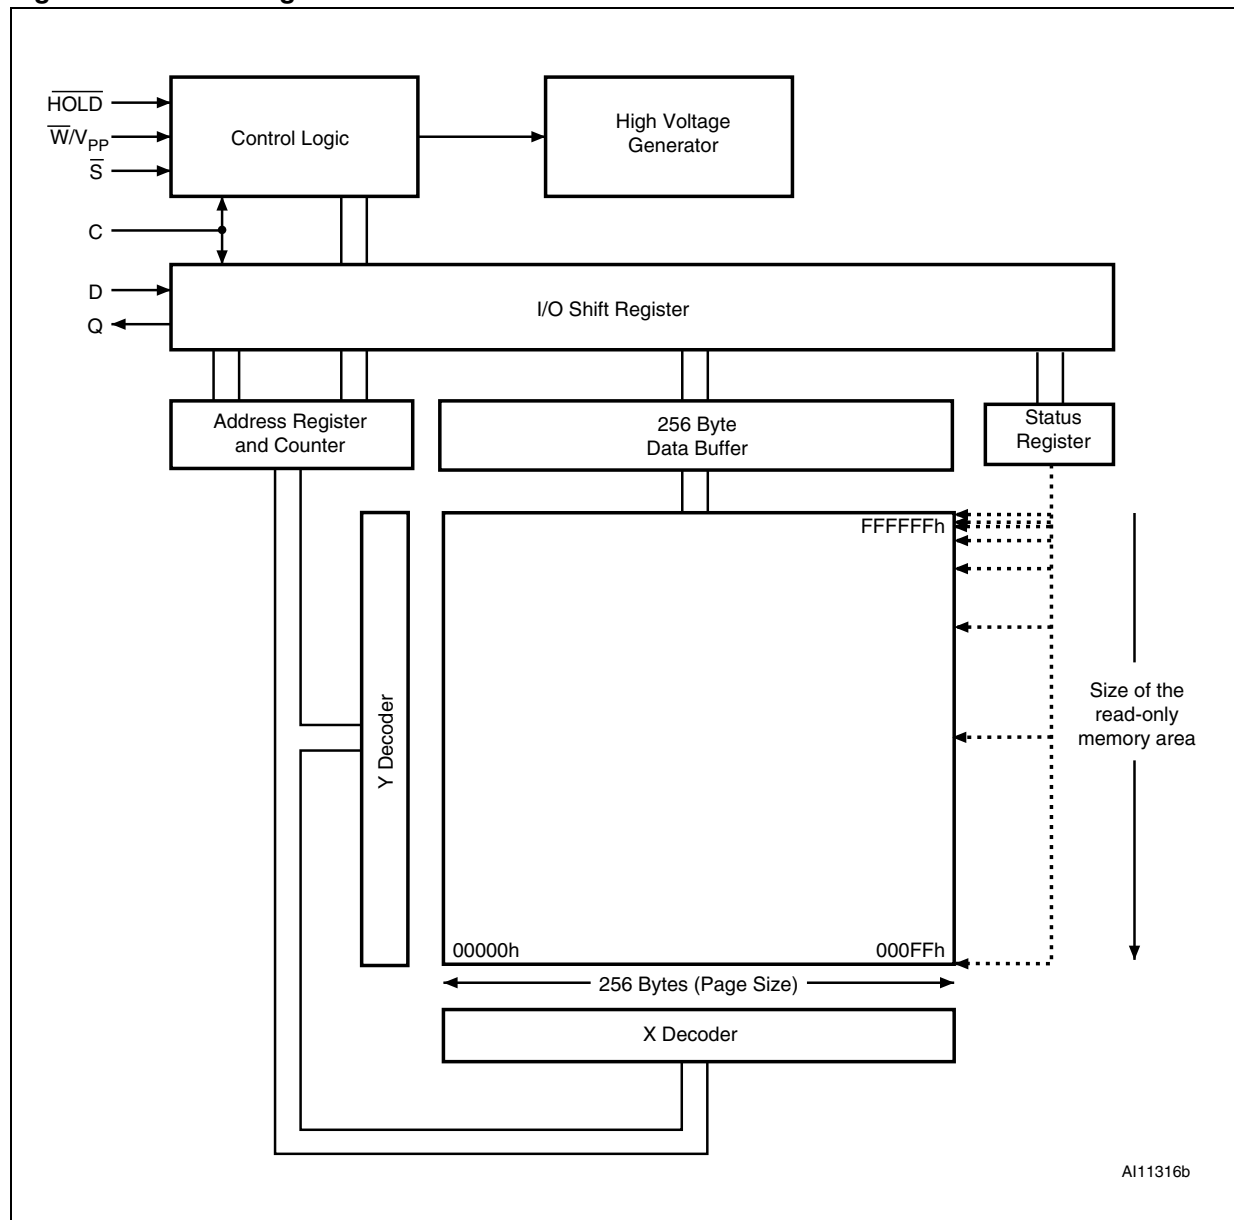 HOLD
W/VPP
S
C
D
Q
Control Logic
High Voltage
Generator
I/O Shift Register
Address Register
and Counter
256 Byte
Data Buffer
Status
Register
FFFFFFh
Y Decoder
Size of the
read-only
memory area
00000h
000FFh
256 Bytes (Page Size)
X Decoder
AI11316b